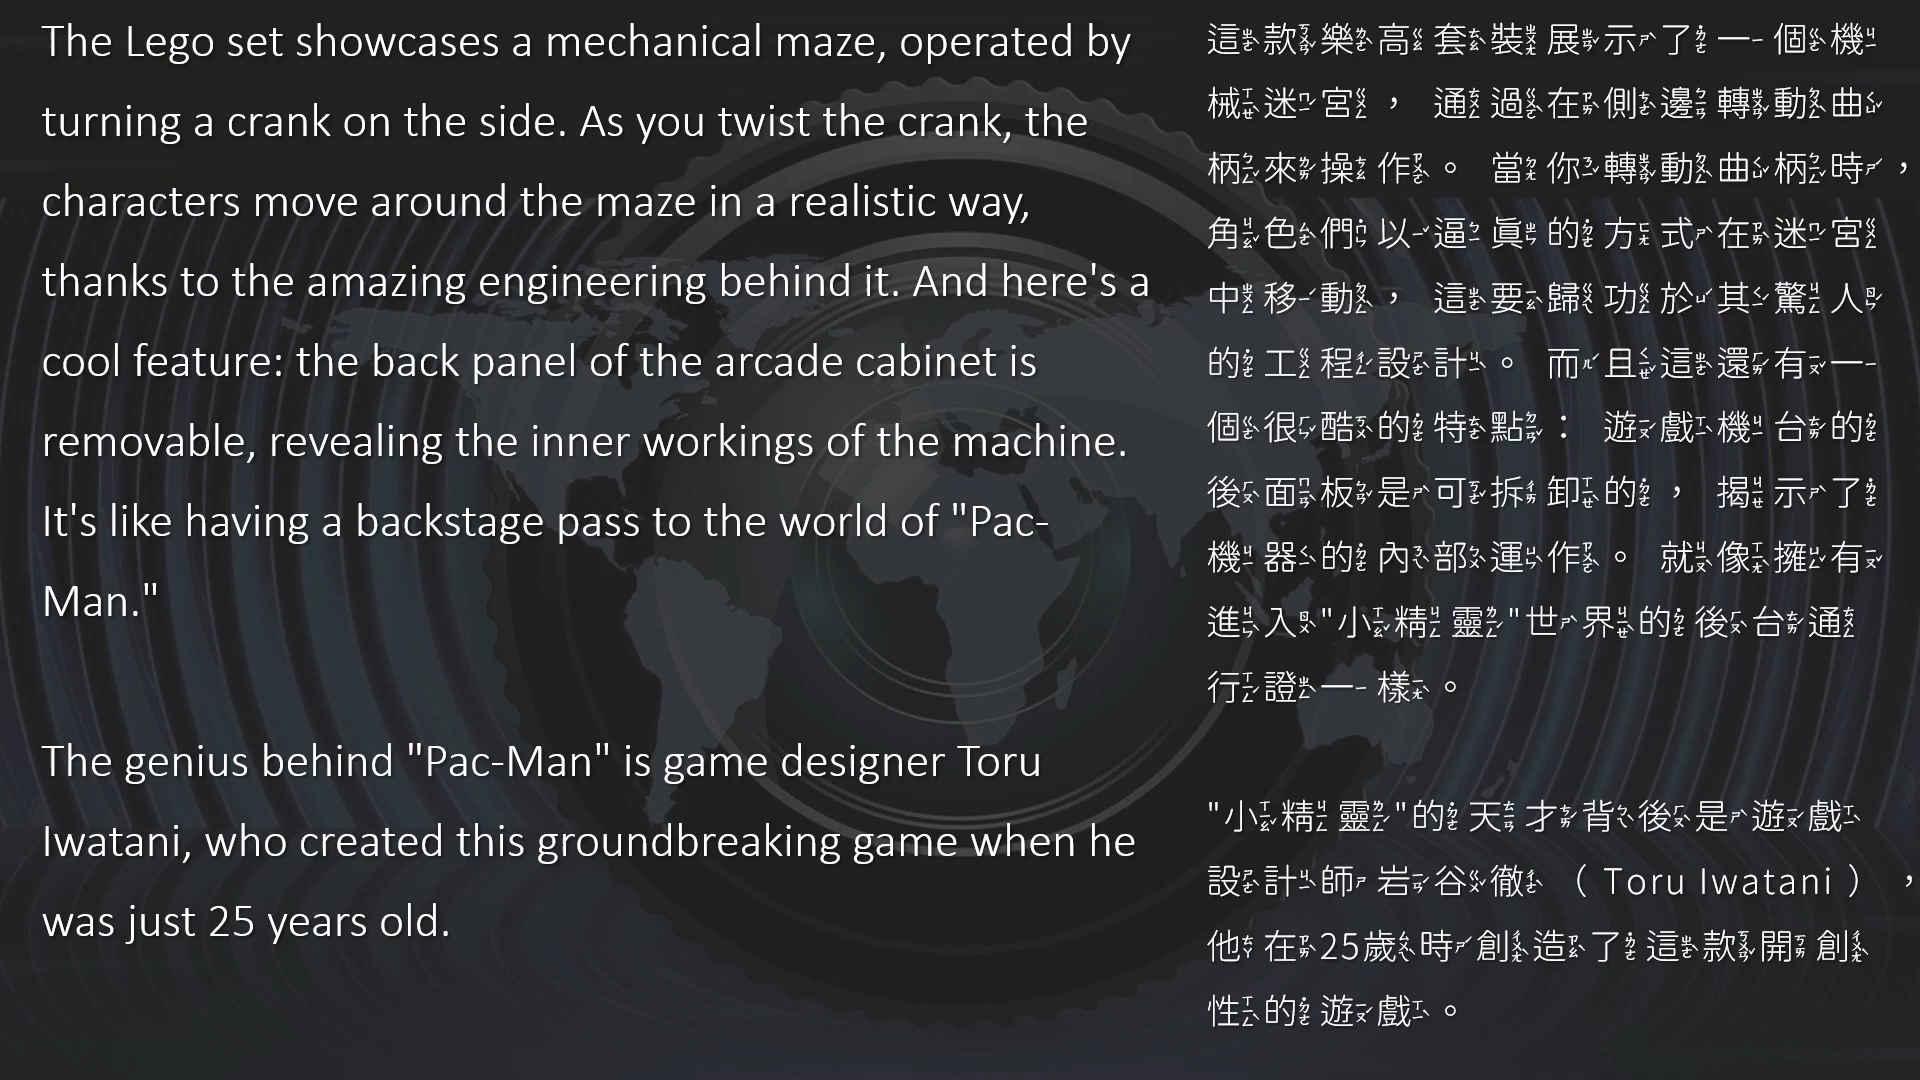 The Lego set showcases a mechanical maze, operated by
turning a crank on the side. As you twist the crank, the
characters move around the maze in a realistic way,
thanks to the amazing engineering behind it. And here's a
cool feature: the back panel of the arcade cabinet is
removable, revealing the inner workings of the machine.
It's like having a backstage pass to the world of "Pac-
Man."
The genius behind "Pac-Man" is game designer Toru
Iwatani, who created this groundbreaking game when he
was just 25 years old.
這款樂高套裝展示了一個機
械迷宮，通過在側邊轉動曲
柄來操作。當你轉動曲柄時，
角色們以逼真的方式在迷宮
中移動，這要歸功於其驚人
的工程設計。而且這還有一
個很酷的特點：遊戲機台的
後面板是可拆卸的，揭示了
機器的內部運作。就像擁有
進入"小精靈"世界的後台通
行證一樣。
"小精靈"的天才背後是遊戲
設計師岩谷徹（Toru Iwatani），
他在25歲時創造了這款開創
性的遊戲。